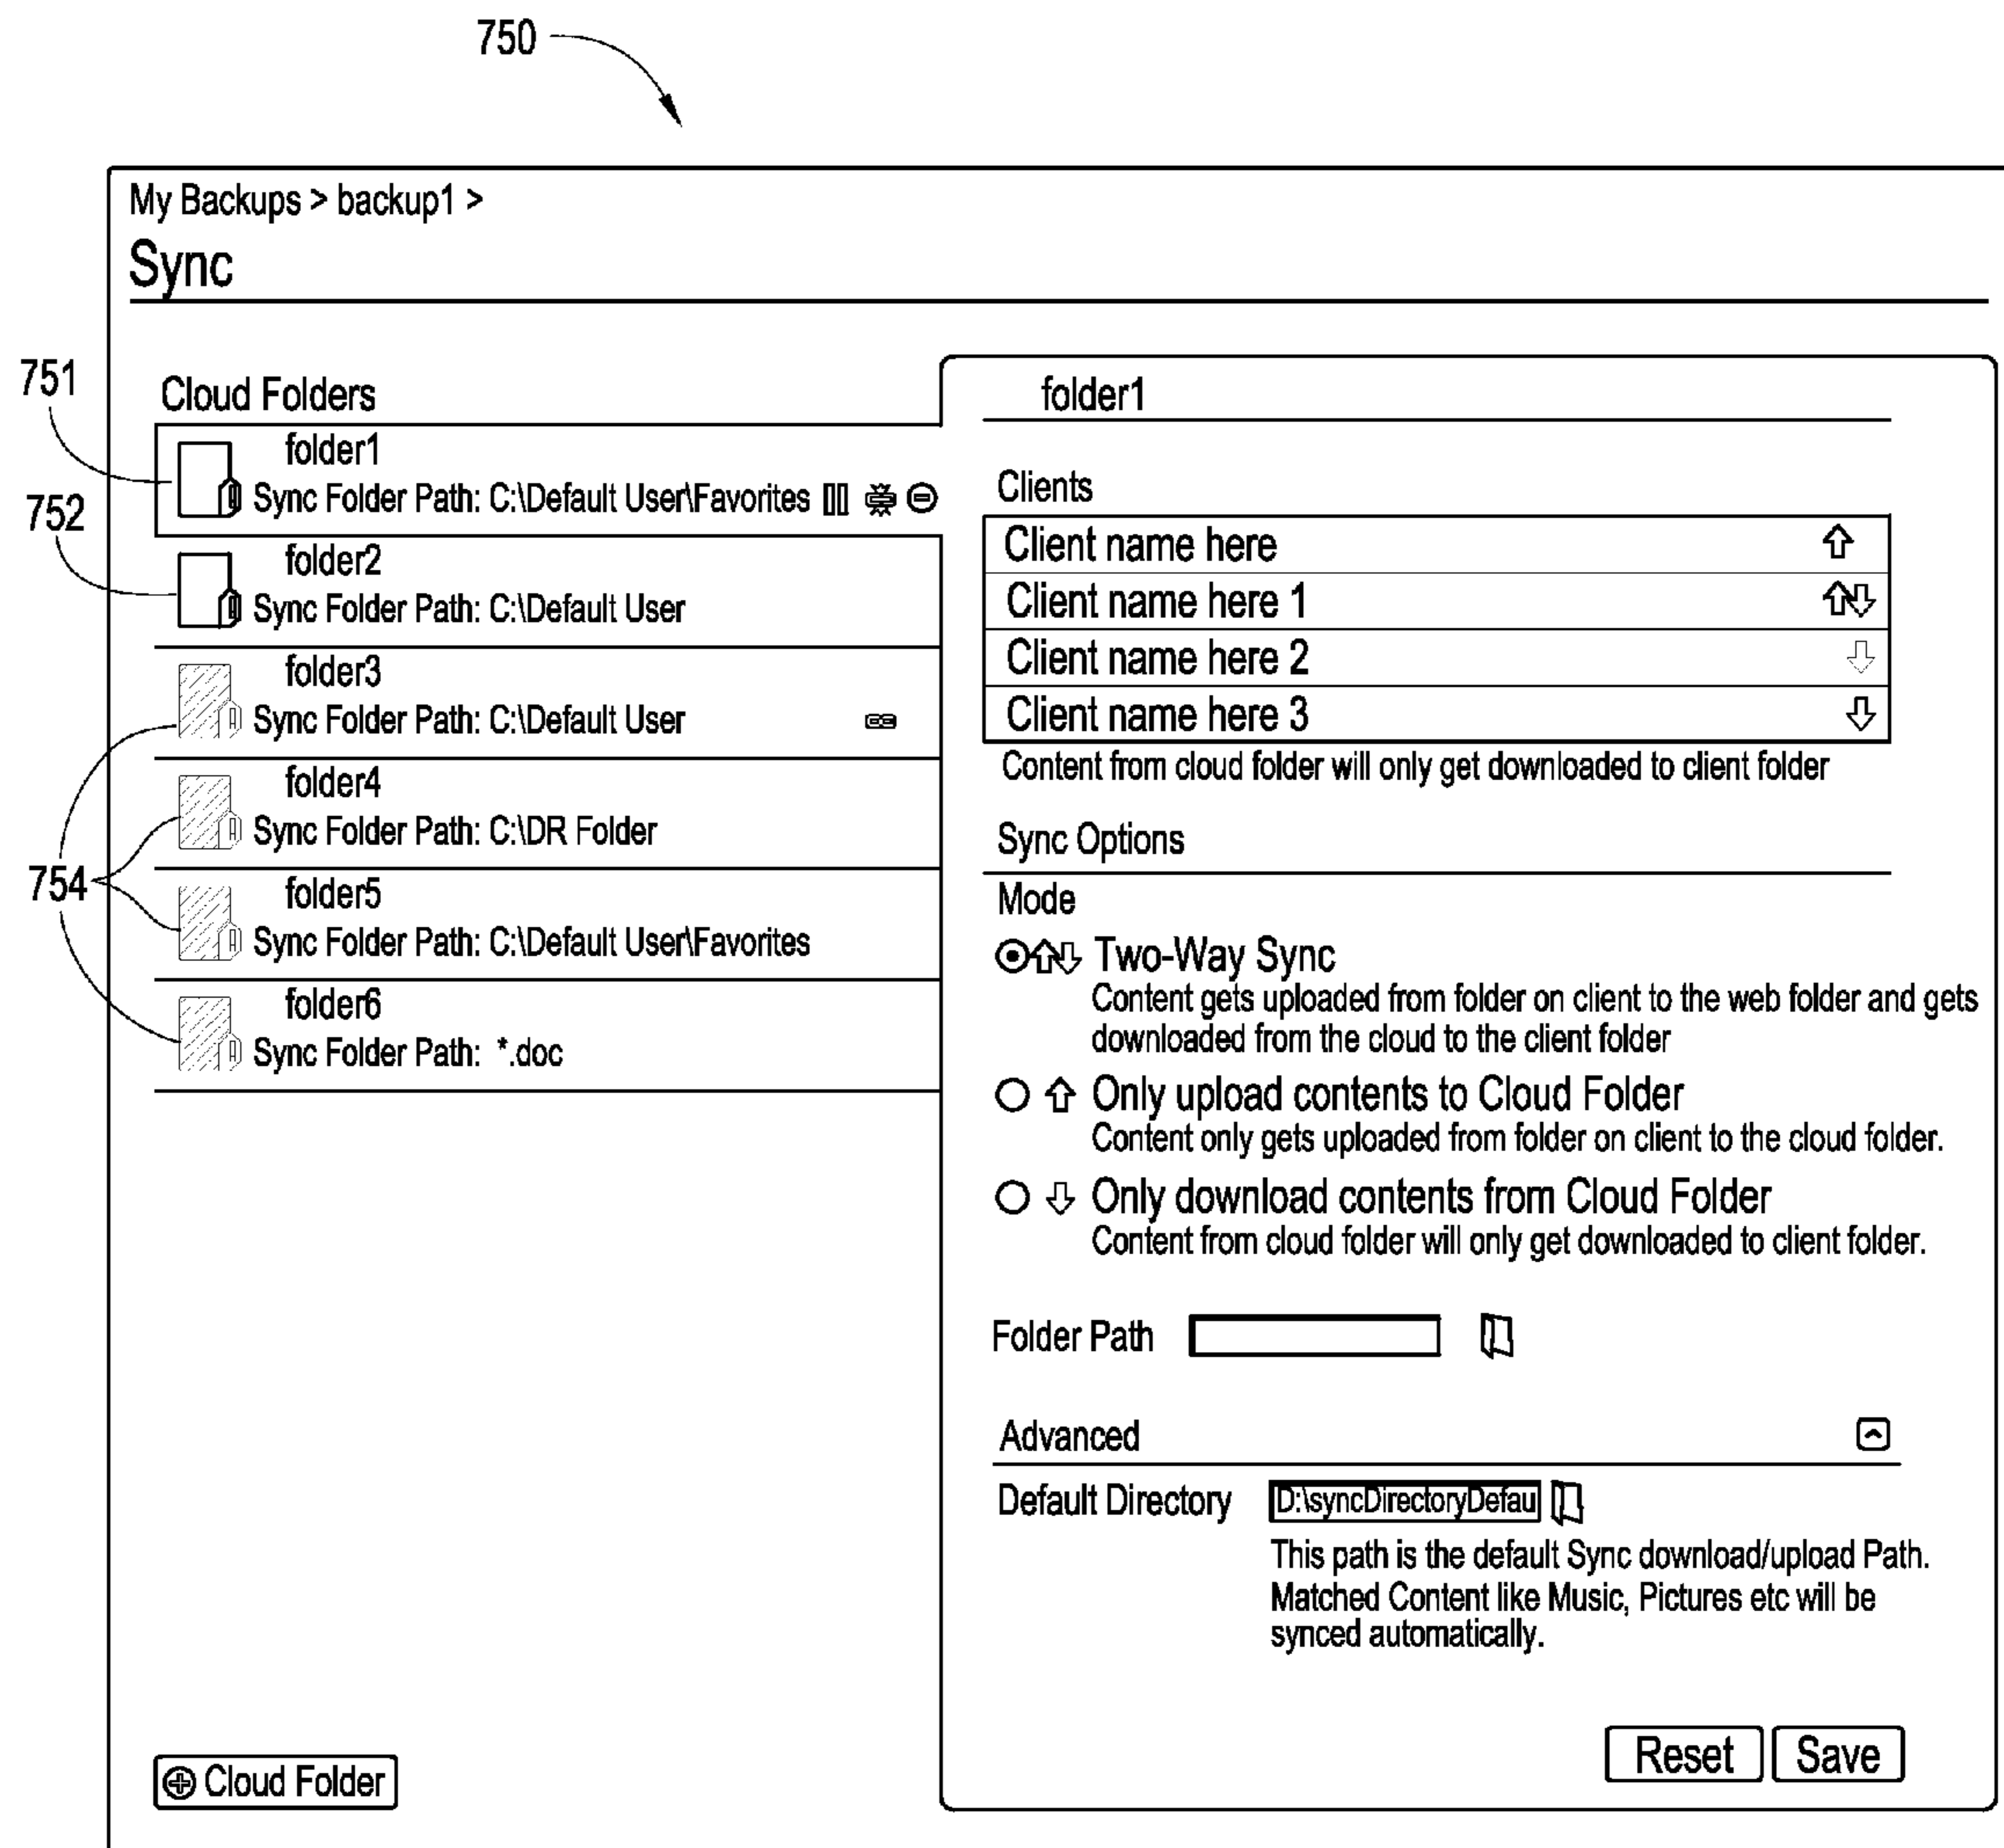 750
My Backups > backup1 >
Sync
751
752
754
Cloud Folders
folder1
Sync Folder Path: C:\Default User\Favorites
folder2
Sync Folder Path: C:\Default User
folder3
Sync Folder Path: C:\Default User
folder4
Sync Folder Path: C:\DR Folder
folder5
Sync Folder Path: C:\Default User\Favorites
folder6
Sync Folder Path: *.doc
Cloud Folder
folder1
Clients
Client name here
Client name here 1
Client name here 2
Client name here 3
Content from cloud folder will only get downloaded to client folder
Sync Options
Mode
Two-Way Sync
Content gets uploaded from folder on client to the web folder and gets
downloaded from the cloud to the client folder
Only upload contents to Cloud Folder
Content only gets uploaded from folder on client to the cloud folder.
Only download contents from Cloud Folder
Content from cloud folder will only get downloaded to client folder.
Folder Path
Advanced
Default Directory D:\syncDirectoryDefau
This path is the default Sync download/upload Path.
Matched Content like Music, Pictures etc will be
synced automatically.
Reset Save